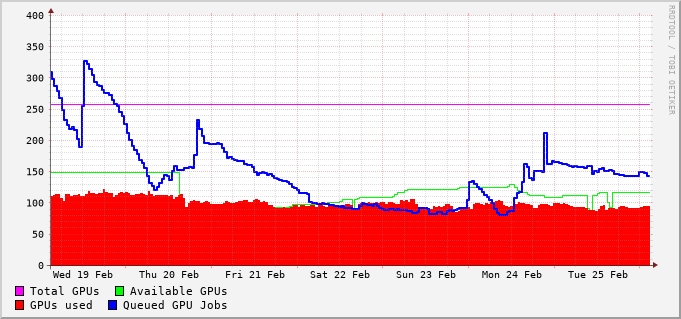 400
350
300
250
200
150
100
50
0
Wed 19 Feb Thu 20 Feb Fri 21 Feb Sat 22 Feb Sun 23 Feb Mon 24 Feb Tue 25 Feb
Total GPUs Available GPUs
GPUs used Queued GPU Jobs
RRDTOOL / TOBI OETIKER